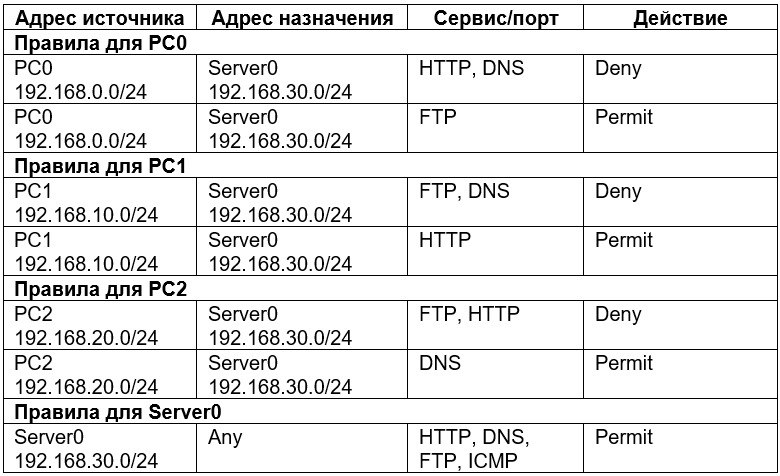 Адрес источника Адрес назначения Сервис/порт Действие
Правила для PC0
PC0 Server0 HTTP, DNS Deny
192.168.0.0/24 192.168.30.0/24
PC0 Server0 FTP Permit
192.168.0.0/24 192.168.30.0/24
Правила для PC1
PC1 Server0 FTP, DNS Deny
192.168.10.0/24 192.168.30.0/24
PC1 Server0 HTTP Permit
192.168.10.0/24 192.168.30.0/24
Правила для PC2
PC2 Server0 FTP, HTTP Deny
192.168.20.0/24 192.168.30.0/24
PC2 Server0 DNS Permit
192.168.20.0/24 192.168.30.0/24
Правила для Server0
Server0 Any HTTP, DNS, Permit
192.168.30.0/24 FTP, ICMP